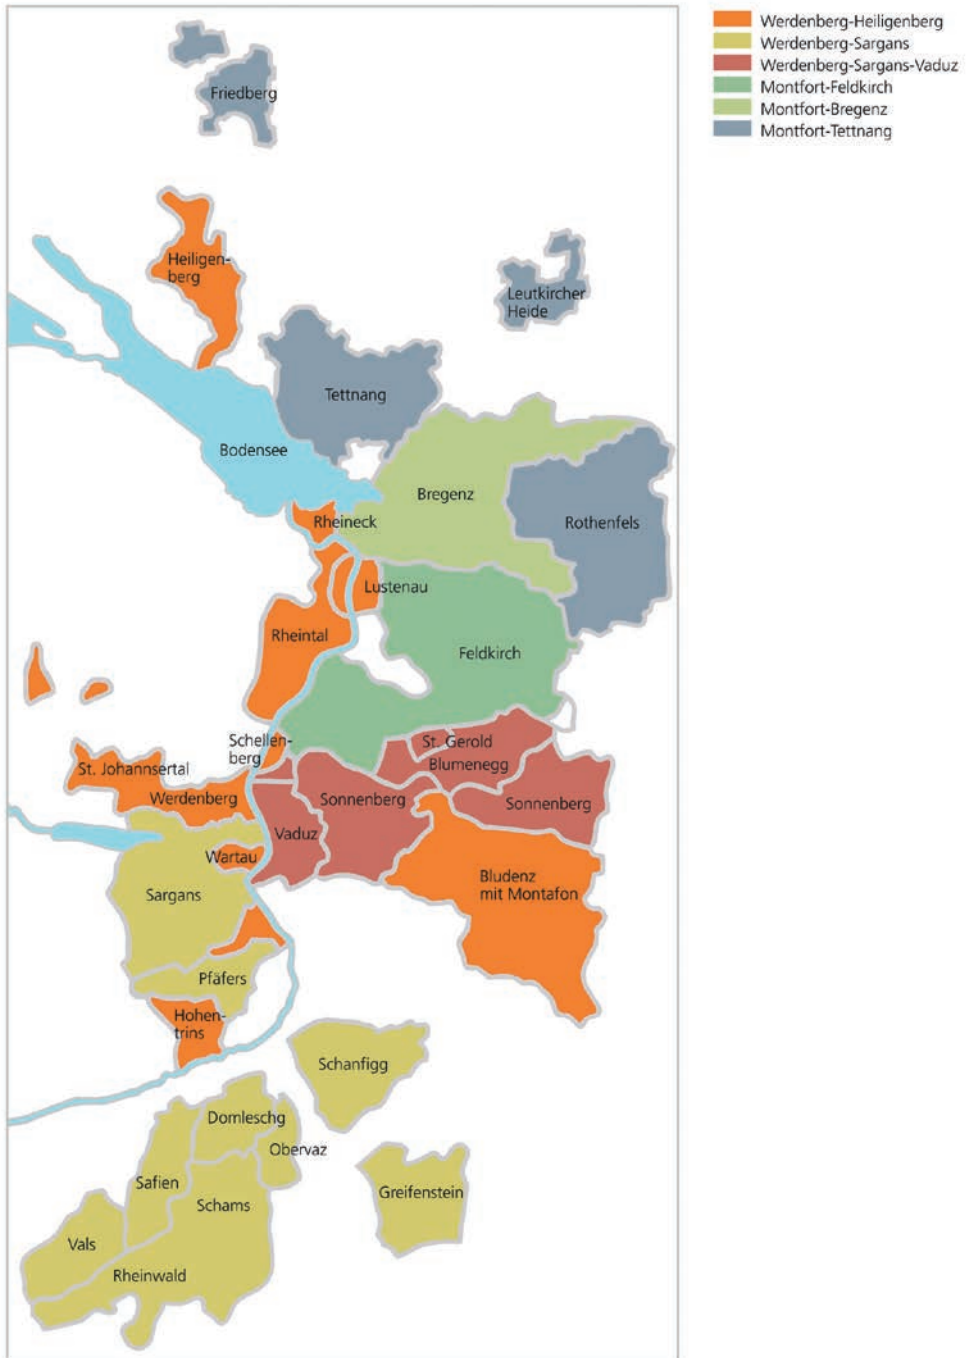 Werdenberg-Heiligenberg
Werdenberg-Sargans
Werdenberg-Sargans-Vaduz
Montfort-Feldkirch
Montfort-Bregenz
Montfort-Tettnang
Friedberg
Heiligen-
berg
Leutkircher
Heide
Tettnang
Bodensee
Bregenz
Rheineck
Rothenfels
Lustenau
Rheintal
Feldkirch
Schellen-
berg
St. Gerold
Blumenegg
St. Johannsertal
Werdenberg
Sonnenberg
Sonnenberg
Vaduz
Wartau
Sargans
Bludenz
mit Montafon
Pfäfers
Hohen-
trins
Schanfigg
Domleschg
Obervaz
Safien
Greifenstein
Schams
Vals
Rheinwald